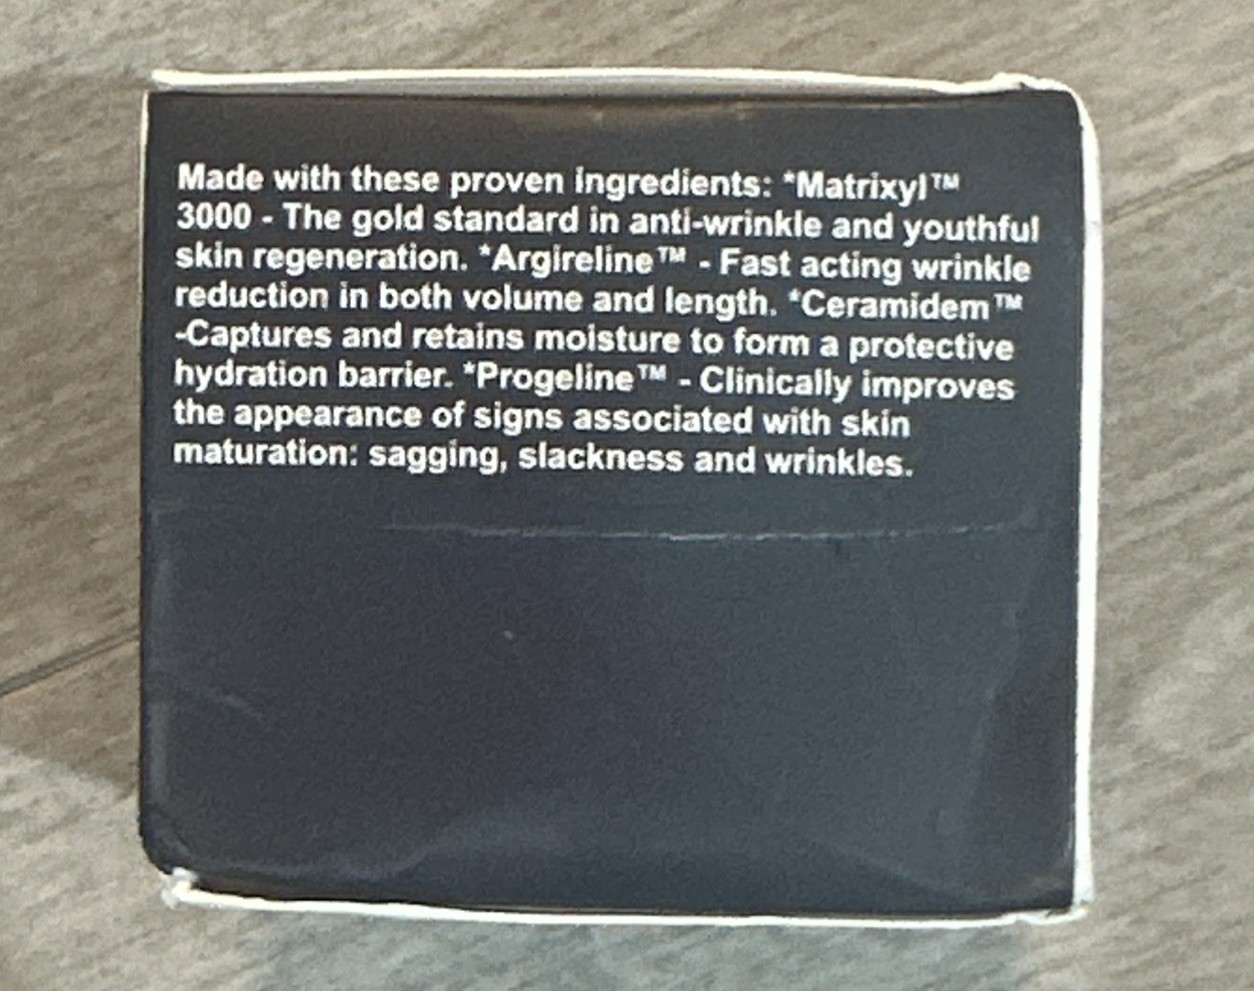 Made with these proven ingredients: *Matrixyl™
3000 - The gold standard in anti-wrinkle and youthful
skin regeneration. *Argireline™ - Fast acting wrinkle
reduction in both volume and length. *Ceramidem™
-Captures and retains moisture to form a protective
hydration barrier. *Progeline™ - Clinically improves
the appearance of signs associated with skin
maturation: sagging, slackness and wrinkles.